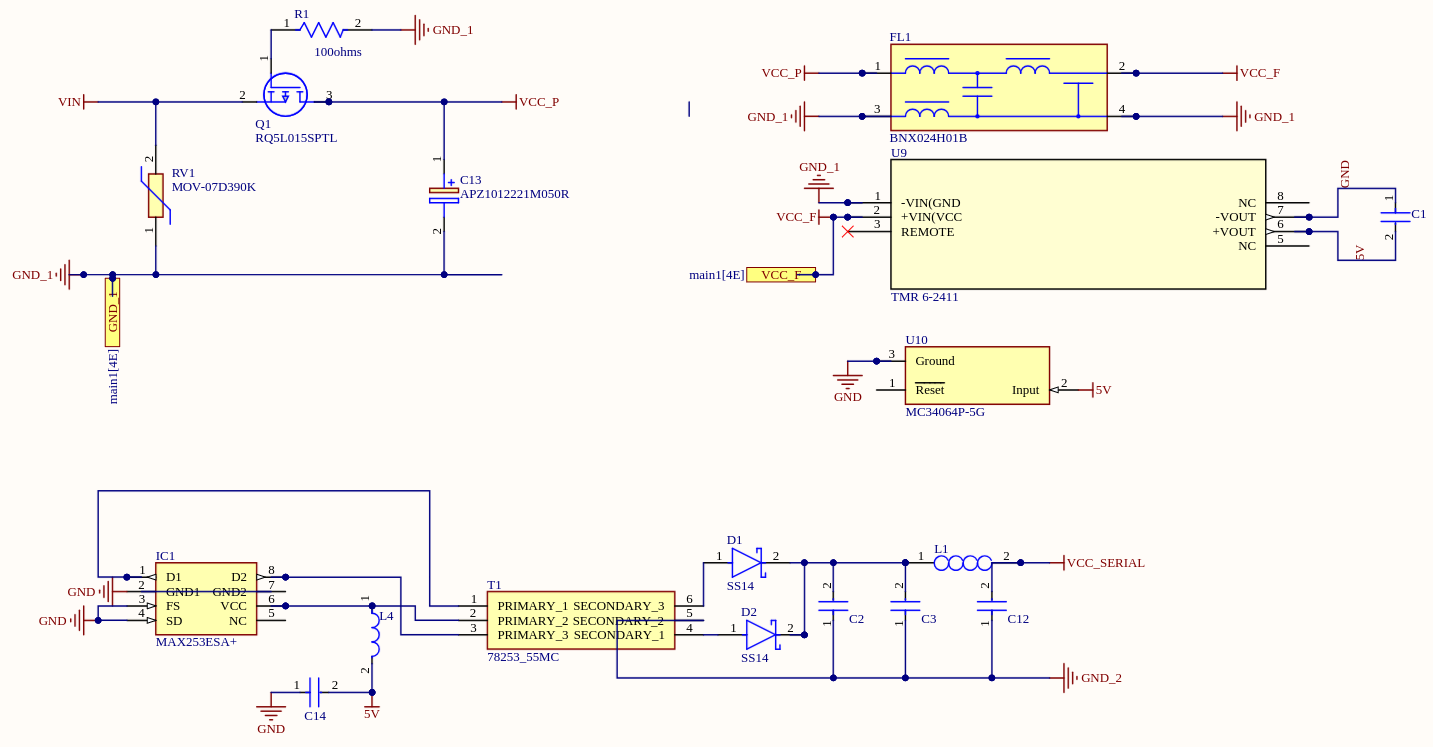 R1
1
2
GND_1
100ohms
1
VIN
2
3
VCC_P
Q1
RQ5L015SPTL
2
RV1
MOV-07D390K
1
1
+
C13
APZ1012221M050R
2
GND_1
GND_1
main1[4E]
FL1
VCC_P
1
2
VCC_F
GND_1
3
4
GND_1
BNX024H01B
U9
GND_1
1
-VIN(GND
NC
8
VCC_F
2
+VIN(VCC
-VOUT
7
3
REMOTE
+VOUT
6
NC
5
GND
1
C1
2
5V
main1[4E]
VCC_F
TMR 6-2411
U10
3
Ground
1
Reset
Input
2
5V
GND
MC34064P-5G
IC1
1
D1
D2
8
GND
2
GND1
GND2
7
3
FS
VCC
6
GND
4
SD
NC
5
MAX253ESA+
1
L4
2
1
2
C14
GND
5V
T1
1
PRIMARY_1
SECONDARY_3
6
2
PRIMARY_2
SECONDARY_2
5
3
PRIMARY_3
SECONDARY_1
4
78253_55MC
D1
1
2
SS14
D2
1
2
SS14
2
C2
1
2
C3
1
L1
1
2
VCC_SERIAL
2
C12
1
GND_2